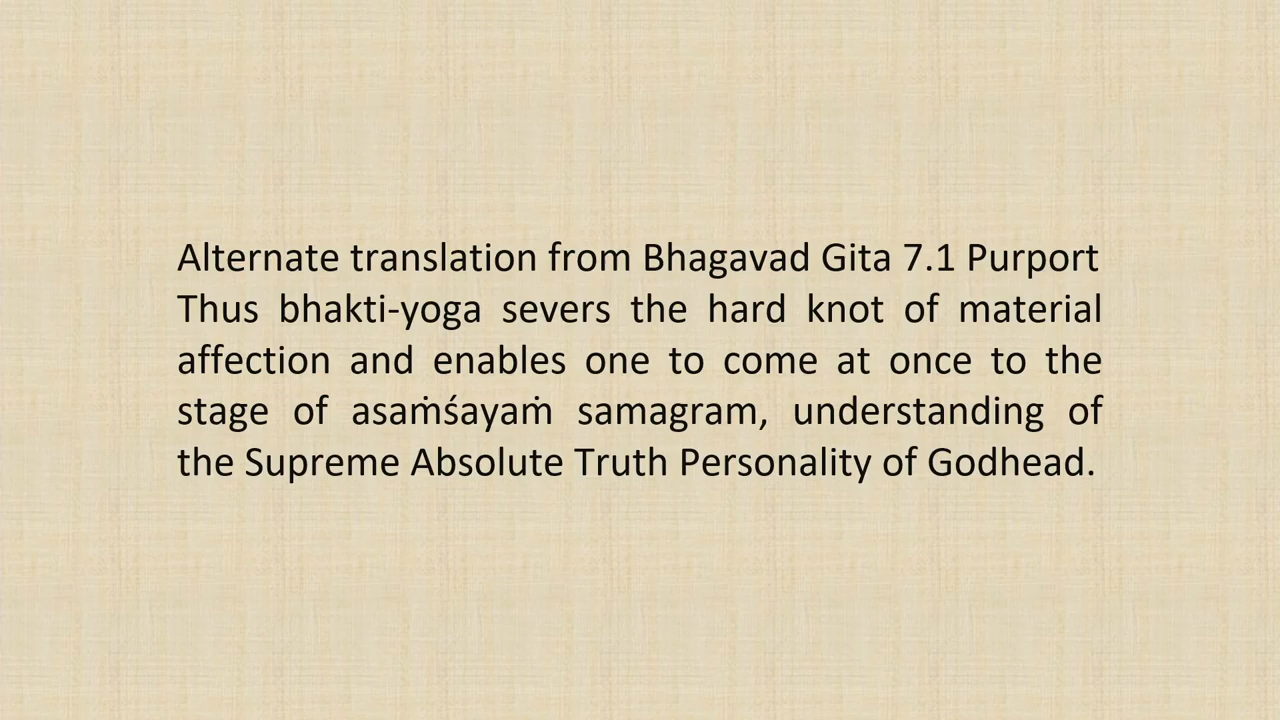 Alternate translation from Bhagavad Gita 7.1 Purport
Thus bhakti-yoga severs the hard knot of material
affection and enables one to come at once to the
stage of asaṁśayaṁ samagram, understanding of
the Supreme Absolute Truth Personality of Godhead.